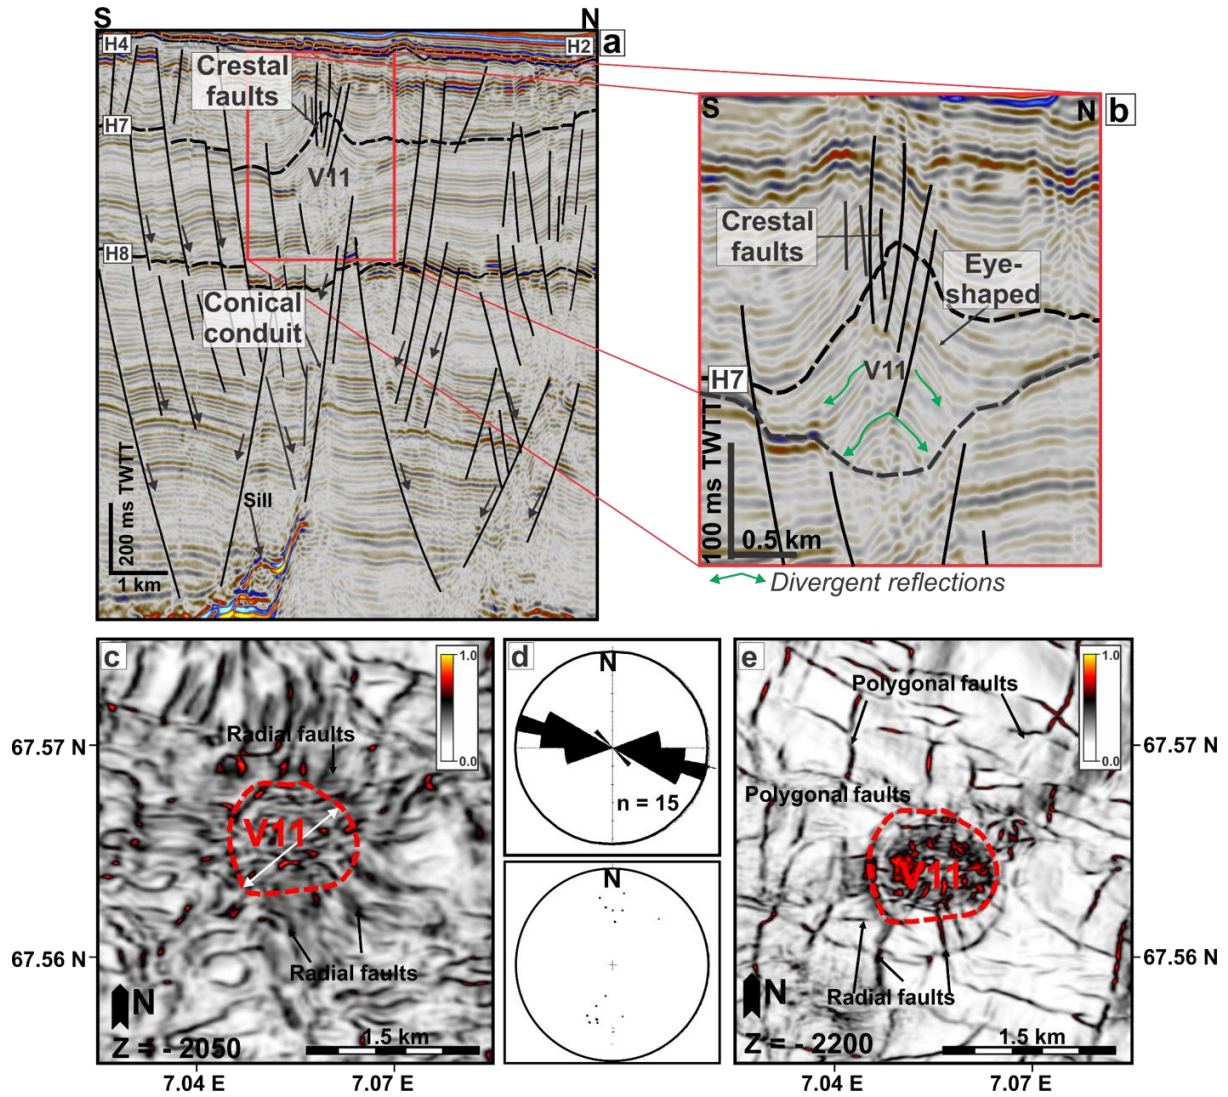 S
N
a
H4
H2
Crestal
faults
H7
V11
H8
Conical
conduit
Sill
200 ms TWTT
1 km
S
N
b
Crestal
faults
Eye-
shaped
V11
H7
100 ms TWTT
0.5 km
Divergent reflections
c
1.0
0.0
Radial faults
67.57 N
V11
67.56 N
Radial faults
N
1.5 km
Z = - 2050
7.04 E
7.07 E
d
N
n = 15
N
e
1.0
0.0
Polygonal faults
67.57 N
Polygonal faults
V11
67.56 N
Radial faults
N
1.5 km
Z = - 2200
7.04 E
7.07 E